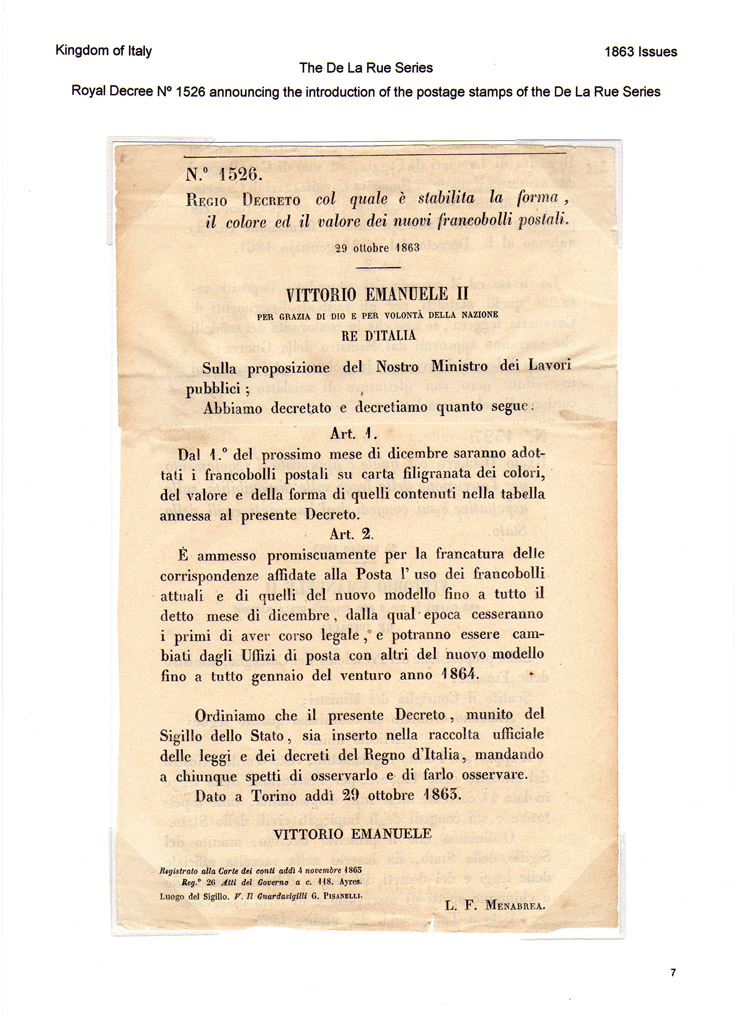 Kingdom of Italy
1863 Issues
The De La Rue Series
Royal Decree Nº 1526 announcing the introduction of the postage stamps of the De La Rue Series
N.º 1526.
REGIO DECRETO col quale è stabilita la forma,
il colore ed il valore dei nuovi francobolli postali.
29 ottobre 1863
VITTORIO EMANUELE II
PER GRAZIA DI DIO E PER VOLONTÀ DELLA NAZIONE
RE D'ITALIA
Sulla proposizione del Nostro Ministro dei Lavori
pubblici;
Abbiamo decretato e decretiamo quanto segue:
Art. 1.
Dal 1.º del prossimo mese di dicembre saranno adot-
tati i francobolli postali su carta filigranata dei colori,
del valore e della forma di quelli contenuti nella tabella
annessa al presente Decreto.
Art. 2.
È ammesso promiscuamente per la francatura delle
corrispondenze affidate alla Posta l'uso dei francobolli
attuali e di quelli del nuovo modello fino a tutto il
detto mese di dicembre, dalla qual epoca cesseranno
i primi di aver corso legale, e potranno essere cam-
biati dagli Uffizi di posta con altri del nuovo modello
fino a tutto gennaio del venturo anno 1864.
Ordiniamo che il presente Decreto, munito del
Sigillo dello Stato, sia inserto nella raccolta ufficiale
delle leggi e dei decreti del Regno d'Italia, mandando
a chiunque spetti di osservarlo e di farlo osservare.
Dato a Torino addì 29 ottobre 1863.
VITTORIO EMANUELE
Registrato alla Corte dei conti addì 4 novembre 1863
Reg.º 26 Atti del Governo a c. 118. Ayres.
Luogo del Sigillo. V. Il Guardasigilli G. PISANELLI.
L. F. MENABREA.
7